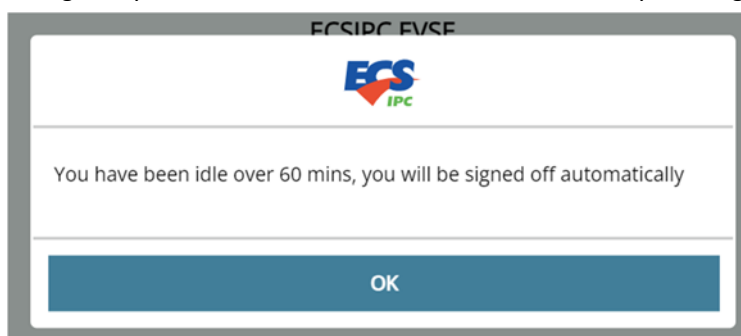 ECSIPC EVSE
ECS
IPC
You have been idle over 60 mins, you will be signed off automatically
OK